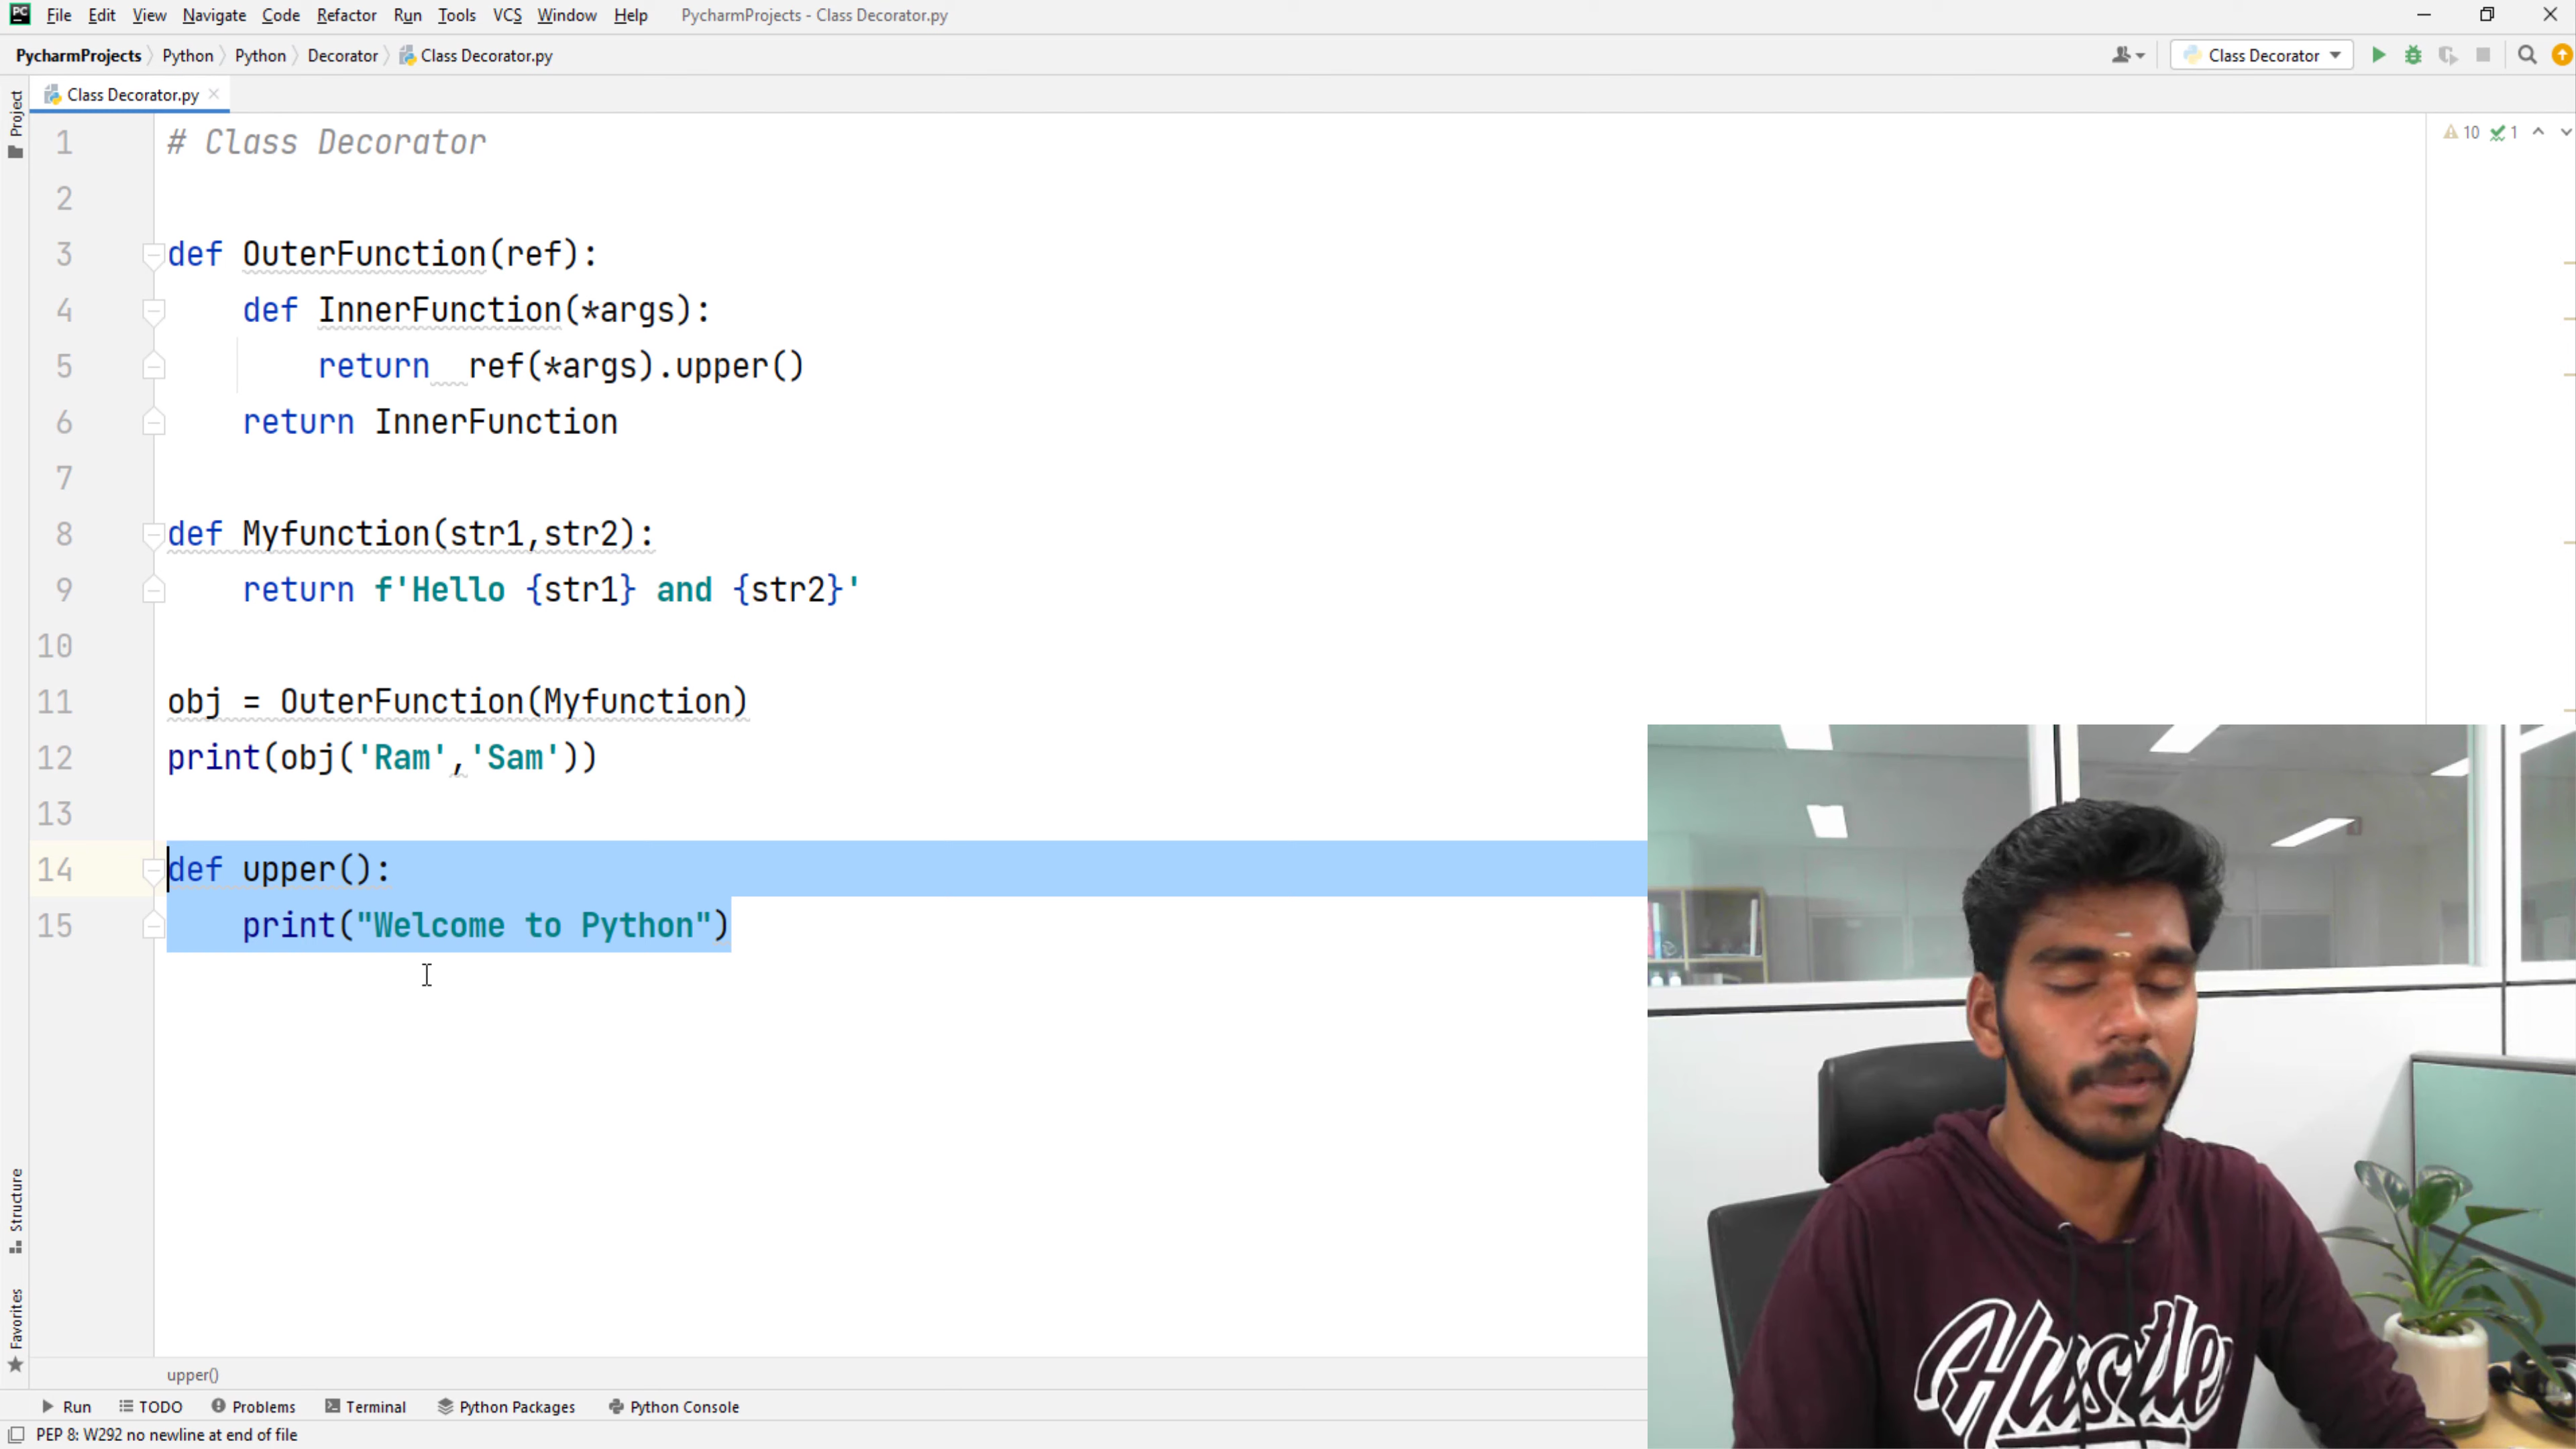 PC File Edit View Navigate Code Refactor Run Tools VCS Window Help PycharmProjects - Class Decorator.py
PycharmProjects Python Python Decorator Class Decorator.py Class Decorator
Project
Class Decorator.py
10 1
1 # Class Decorator
2
3 def OuterFunction(ref):
4 def InnerFunction(*args):
5 return  ref(*args).upper()
6 return InnerFunction
7
8 def Myfunction(str1,str2):
9 return f'Hello {str1} and {str2}'
10
11 obj = OuterFunction(Myfunction)
12 print(obj('Ram','Sam'))
13
14 def upper():
15 print("Welcome to Python")
Structure
Favorites
Hustle
upper()
Run TODO Problems Terminal Python Packages Python Console
PEP 8: W292 no newline at end of file